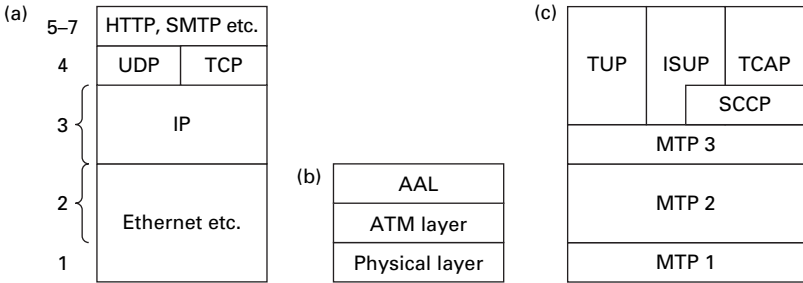 (a)
5–7
HTTP, SMTP etc.
4
UDP
TCP
3
IP
2
Ethernet etc.
1
(b)
AAL
ATM layer
Physical layer
(c)
TUP
ISUP
TCAP
SCCP
MTP 3
MTP 2
MTP 1